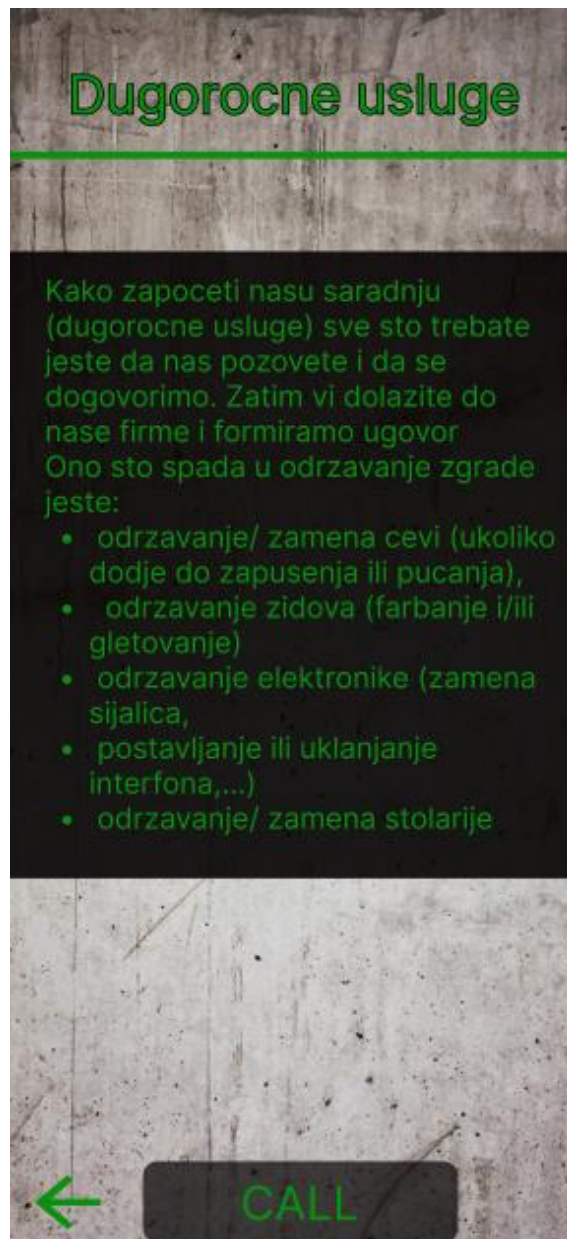 Dugorocne usluge
Kako zapoceti nasu saradnju
(dugorocne usluge) sve sto trebate
jeste da nas pozovete i da se
dogovorimo. Zatim vi dolazite do
nase firme i formiramo ugovor
Ono sto spada u odrzavanje zgrade
jeste:
• odrzavanje/ zamena cevi (ukoliko
dodje do zapusenja ili pucanja),
• odrzavanje zidova (farbanje i/ili
gletovanje)
• odrzavanje elektronike (zamena
sijalica,
• postavljanje ili uklanjanje
interfona,...)
• odrzavanje/ zamena stolarije
CALL